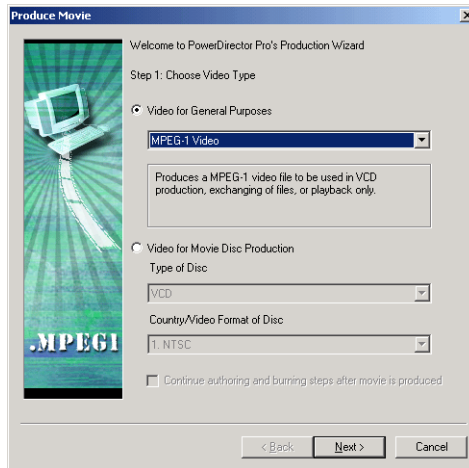 Produce Movie
Welcome to PowerDirector Pro's Production Wizard
Step 1: Choose Video Type
Video for General Purposes
MPEG-1 Video
Produces a MPEG-1 video file to be used in VCD
production, exchanging of files, or playback only.
Video for Movie Disc Production
Type of Disc
VCD
Country/Video Format of Disc
1. NTSC
.MPEG1
Continue authoring and burning steps after movie is produced
< Back
Next >
Cancel